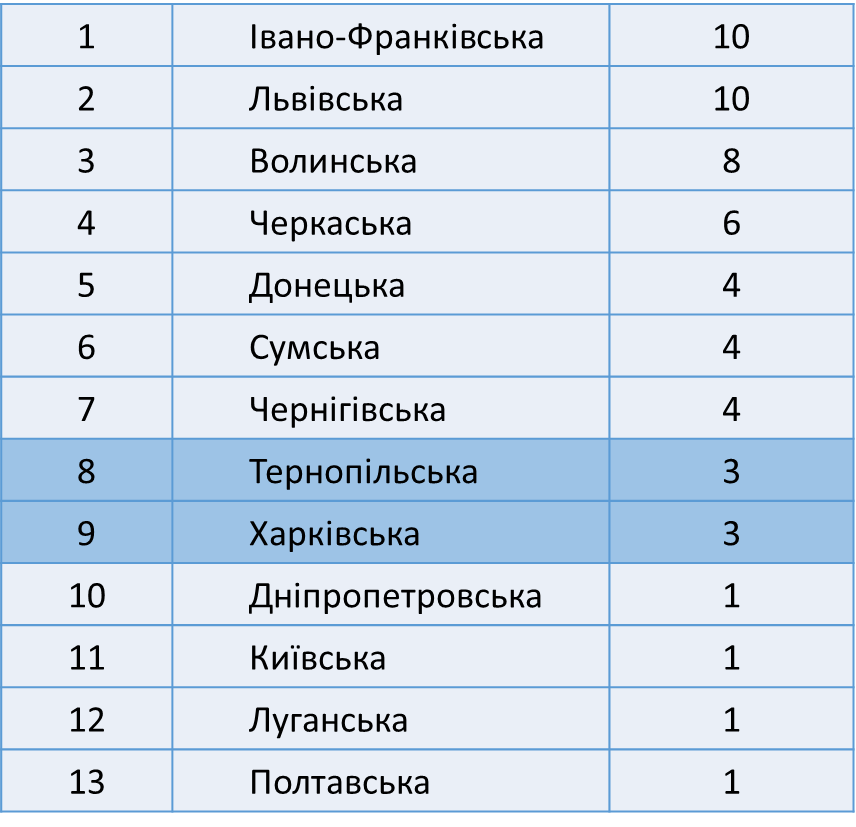 1 Івано-Франківська 10
2 Львівська 10
3 Волинська 8
4 Черкаська 6
5 Донецька 4
6 Сумська 4
7 Чернігівська 4
8 Тернопільська 3
9 Харківська 3
10 Дніпропетровська 1
11 Київська 1
12 Луганська 1
13 Полтавська 1